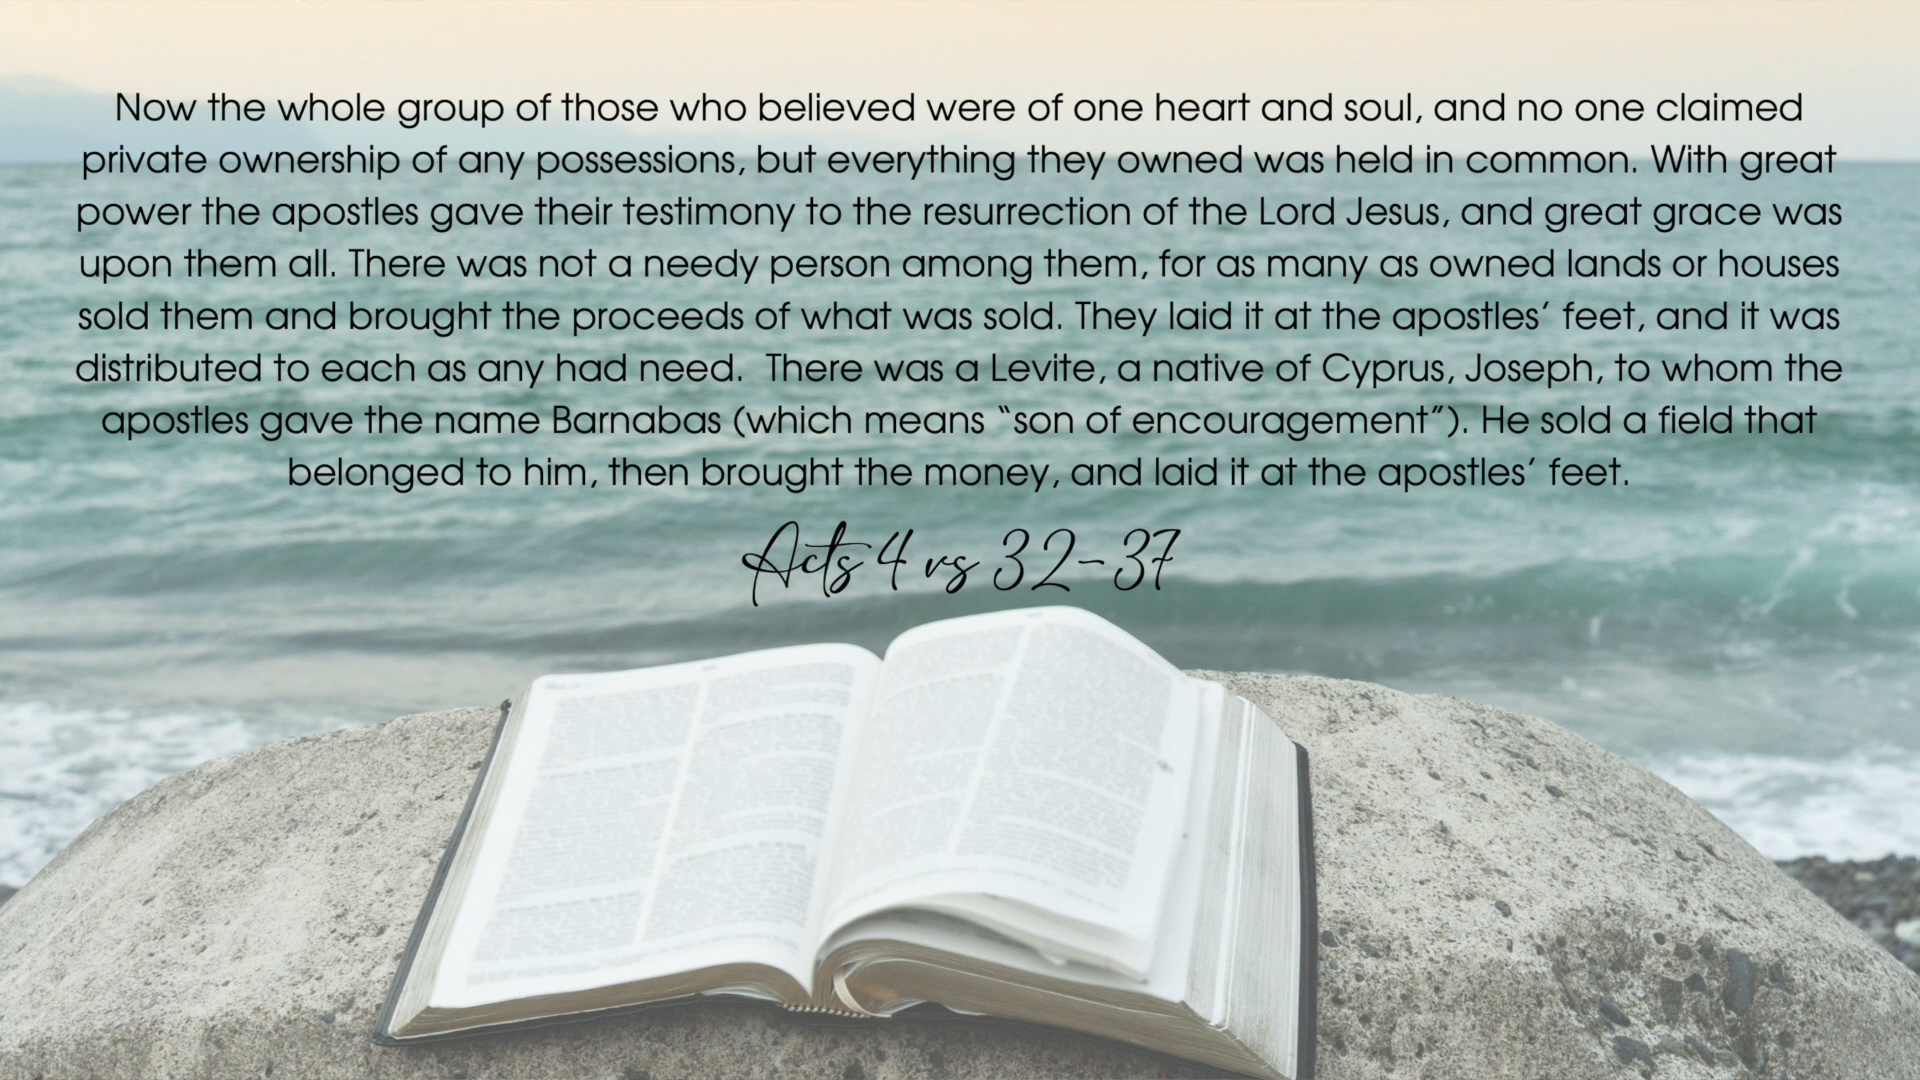 Now the whole group of those who believed were of one heart and soul, and no one claimed
private ownership of any possessions, but everything they owned was held in common. With great
power the apostles gave their testimony to the resurrection of the Lord Jesus, and great grace was
upon them all. There was not a needy person among them, for as many as owned lands or houses
sold them and brought the proceeds of what was sold. They laid it at the apostles’ feet, and it was
distributed to each as any had need.  There was a Levite, a native of Cyprus, Joseph, to whom the
apostles gave the name Barnabas (which means “son of encouragement”). He sold a field that
belonged to him, then brought the money, and laid it at the apostles’ feet.
Acts 4 vs 32-37